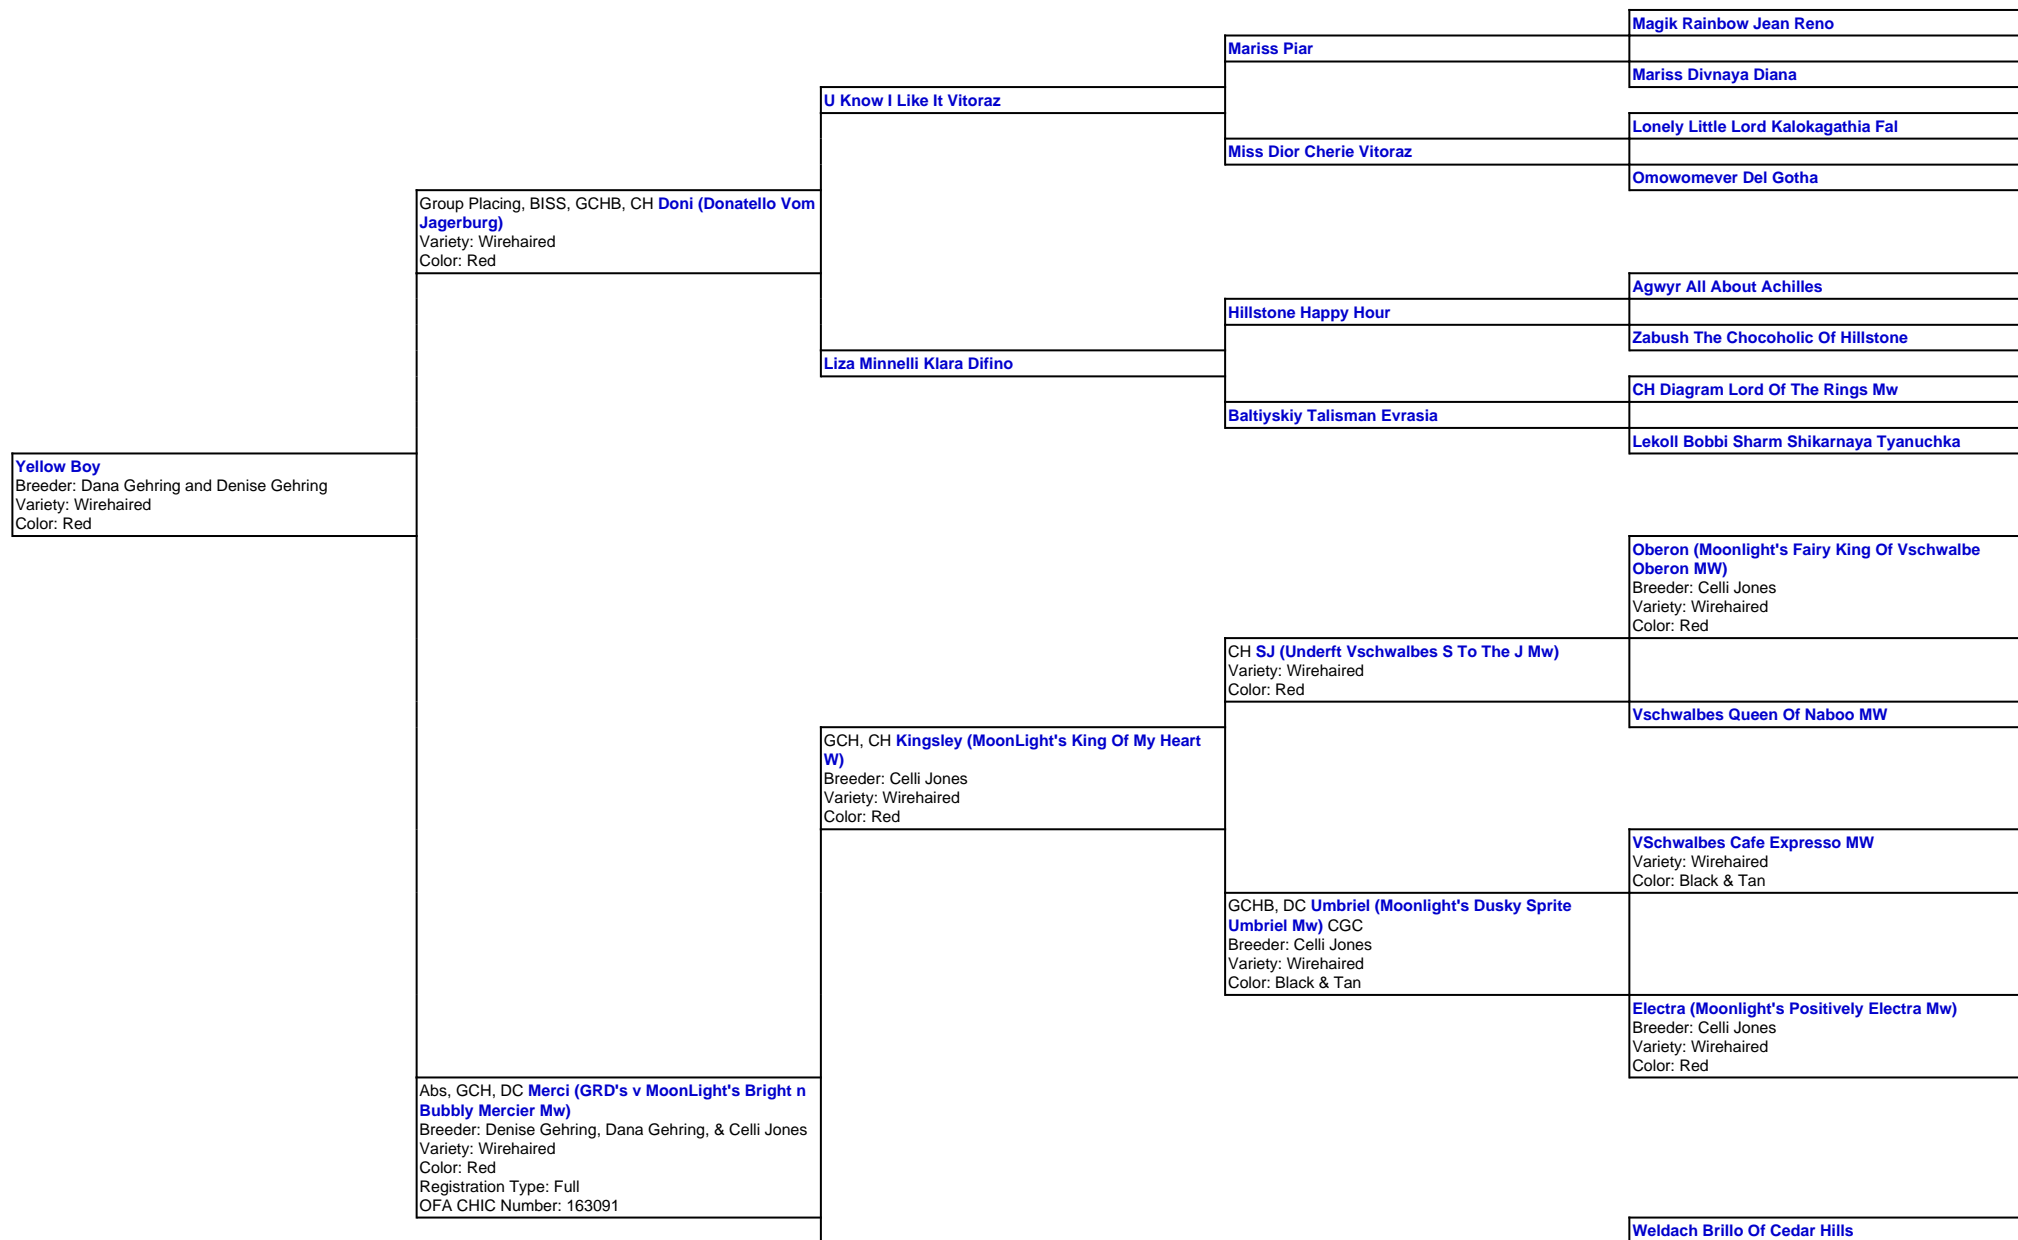 Magik Rainbow Jean Reno
Mariss Piar
Mariss Divnaya Diana
U Know I Like It Vitoraz
Lonely Little Lord Kalokagathia Fal
Miss Dior Cherie Vitoraz
Omowomever Del Gotha
Group Placing, BISS, GCHB, CH Doni (Donatello Vom
Jagerburg)
Variety: Wirehaired
Color: Red
Agwyr All About Achilles
Hillstone Happy Hour
Zabush The Chocoholic Of Hillstone
Liza Minnelli Klara Difino
CH Diagram Lord Of The Rings Mw
Baltiyskiy Talisman Evrasia
Lekoll Bobbi Sharm Shikarnaya Tyanuchka
Yellow Boy
Breeder: Dana Gehring and Denise Gehring
Variety: Wirehaired
Color: Red
Oberon (Moonlight's Fairy King Of Vschwalbe
Oberon MW)
Breeder: Celli Jones
Variety: Wirehaired
Color: Red
CH SJ (Underft Vschwalbes S To The J Mw)
Variety: Wirehaired
Color: Red
Vschwalbes Queen Of Naboo MW
GCH, CH Kingsley (MoonLight's King Of My Heart
W)
Breeder: Celli Jones
Variety: Wirehaired
Color: Red
VSchwalbes Cafe Expresso MW
Variety: Wirehaired
Color: Black & Tan
GCHB, DC Umbriel (Moonlight's Dusky Sprite
Umbriel Mw) CGC
Breeder: Celli Jones
Variety: Wirehaired
Color: Black & Tan
Electra (Moonlight's Positively Electra Mw)
Breeder: Celli Jones
Variety: Wirehaired
Color: Red
Abs, GCH, DC Merci (GRD's v MoonLight's Bright n
Bubbly Mercier Mw)
Breeder: Denise Gehring, Dana Gehring, & Celli Jones
Variety: Wirehaired
Color: Red
Registration Type: Full
OFA CHIC Number: 163091
Weldach Brillo Of Cedar Hills